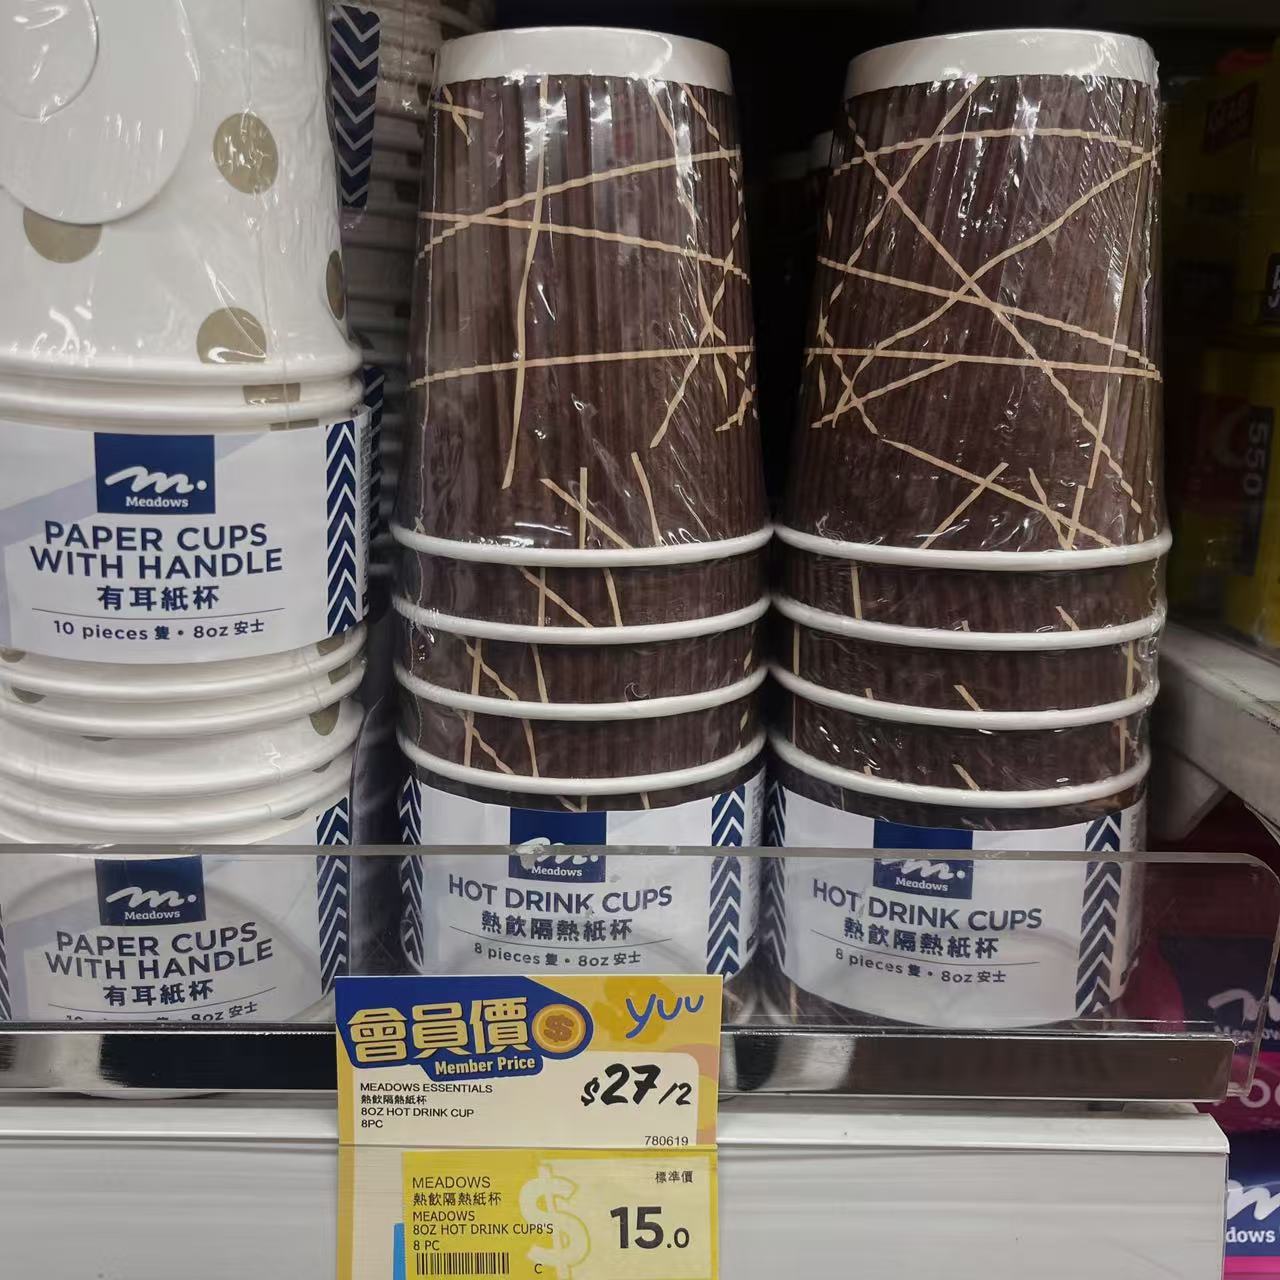 m.
Meadows
PAPER CUPS
WITH HANDLE
有耳紙杯
10 pieces 隻 • 8oz 安士
m.
Meadows
PAPER CUPS
WITH HANDLE
有耳紙杯
8oz 安士
m.
Meadows
HOT DRINK CUPS
熱飲隔熱紙杯
8 pieces 隻 • 8oz 安士
m.
Meadows
HOT DRINK CUPS
熱飲隔熱紙杯
8 pieces 隻 • 8oz 安士
550
會員價
yuu
Member Price
MEADOWS ESSENTIALS
熱飲隔熱紙杯
8OZ HOT DRINK CUP
8PC
$27/2
780619
MEADOWS
熱飲隔熱紙杯
MEADOWS
8OZ HOT DRINK CUP8'S
8 PC
標準價
15.0
C